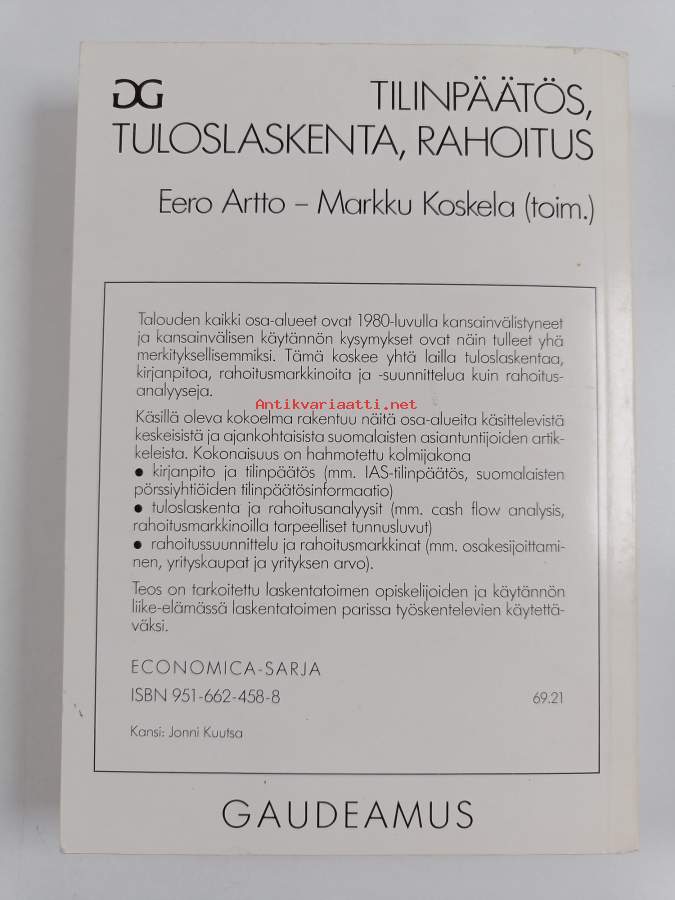 GG
TILINPÄÄTÖS,
TULOSLASKENTA, RAHOITUS
Eero Artto – Markku Koskela (toim.)
Talouden kaikki osa-alueet ovat 1980-luvulla kansainvälistyneet
ja kansainvälisen käytännön kysymykset ovat näin tulleet yhä
merkityksellisemmiksi. Tämä koskee yhtä lailla tuloslaskentaa,
kirjanpitoa, rahoitusmarkkinoita ja -suunnittelua kuin rahoitus-
analyysejä.
Antikvariaatti.net
Käsillä oleva kokoelma rakentuu näitä osa-alueita käsittelevistä
keskeisistä ja ajankohtaisista suomalaisten asiantuntijoiden artik-
keleista. Kokonaisuus on hahmotettu kolmijakona
● kirjanpito ja tilinpäätös (mm. IAS-tilinpäätös, suomalaisten
pörssiyhtiöiden tilinpäätösinformaatio)
● tuloslaskenta ja rahoitusanalyysit (mm. cash flow analysis,
rahoitusmarkkinoilla tarpeelliset tunnusluvut)
● rahoitussuunnittelu ja rahoitusmarkkinat (mm. osakesijoittami-
nen, yrityskaupat ja yrityksen arvo).
Teos on tarkoitettu laskentatoimen opiskelijoiden ja käytännön
liike-elämässä laskentatoimen parissa työskentelevien käytettä-
väksi.
ECONOMICA-SARJA
ISBN 951-662-458-8 69.21
Kansi: Jonni Kuutsa
GAUDEAMUS